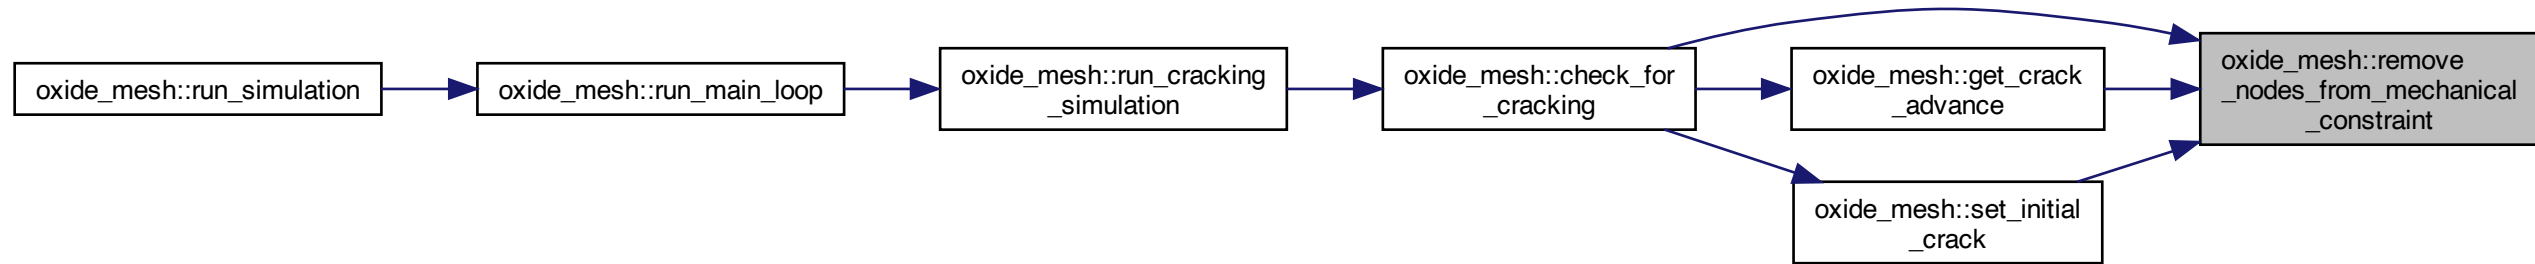 oxide_mesh::run_simulation
oxide_mesh::run_main_loop
oxide_mesh::run_cracking
_simulation
oxide_mesh::check_for
_cracking
oxide_mesh::get_crack
_advance
oxide_mesh::set_initial
_crack
oxide_mesh::remove
_nodes_from_mechanical
_constraint